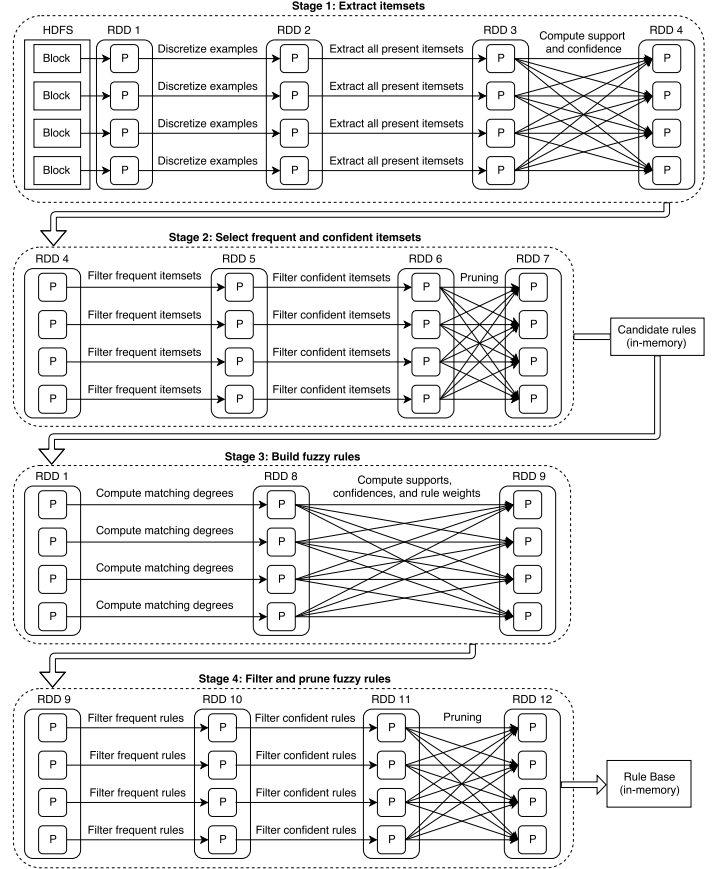 Stage 1: Extract itemsets
HDFS RDD 1 RDD 2 RDD 3 Compute support RDD 4
and confidence
Block P Discretize examples P Extract all present itemsets P P
Block P Discretize examples P Extract all present itemsets P P
Block P Discretize examples P Extract all present itemsets P P
Block P Discretize examples P Extract all present itemsets P P
Stage 2: Select frequent and confident itemsets
RDD 4 RDD 5 RDD 6 RDD 7
P Filter frequent itemsets P Filter confident itemsets P Pruning P
P Filter frequent itemsets P Filter confident itemsets P P
P Filter frequent itemsets P Filter confident itemsets P P
P Filter frequent itemsets P Filter confident itemsets P P
Candidate rules
(in-memory)
Stage 3: Build fuzzy rules
RDD 1 RDD 8 Compute supports, RDD 9
confidences, and rule weights
P Compute matching degrees P P
P Compute matching degrees P P
P Compute matching degrees P P
P Compute matching degrees P P
Stage 4: Filter and prune fuzzy rules
RDD 9 RDD 10 RDD 11 RDD 12
P Filter frequent rules P Filter confident rules P Pruning P
P Filter frequent rules P Filter confident rules P P
P Filter frequent rules P Filter confident rules P P
P Filter frequent rules P Filter confident rules P P
Rule Base
(in-memory)